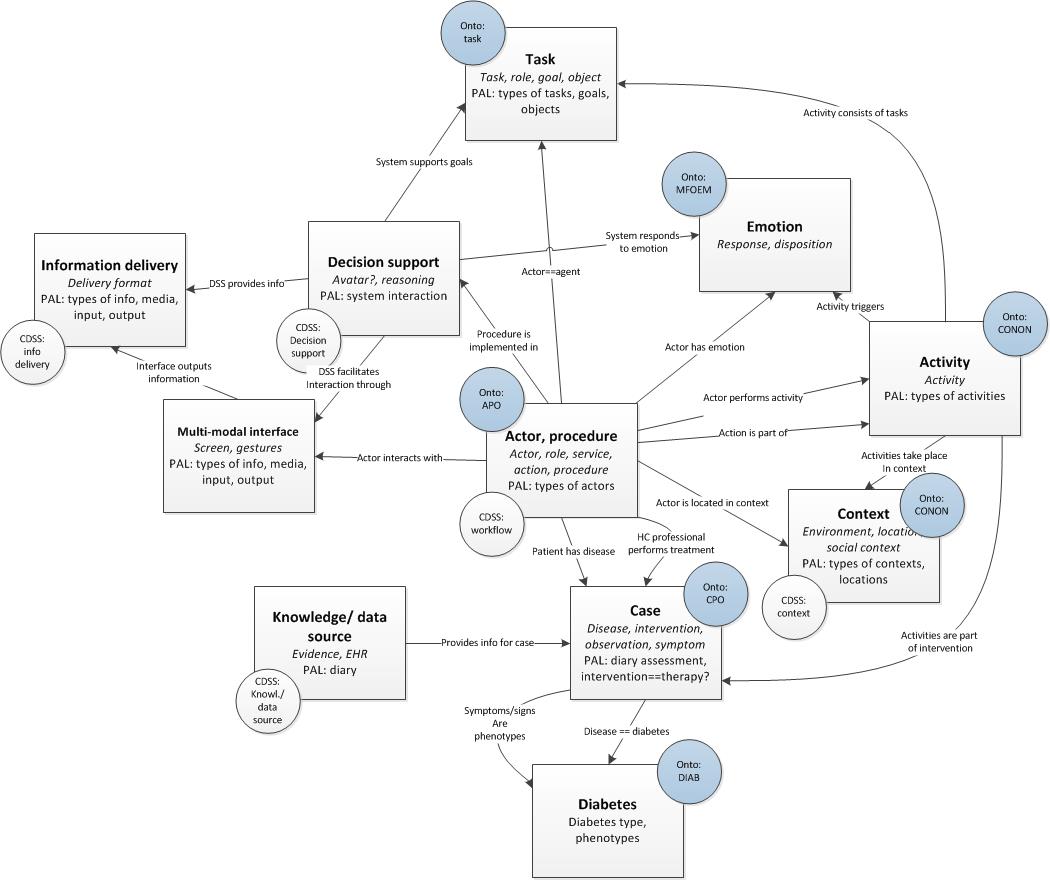 Onto:
task
Task
Task, role, goal, object
PAL: types of tasks, goals,
objects
Activity consists of tasks
System supports goals
Onto:
MFOEM
Emotion
Response, disposition
System responds
to emotion
Actor==agent
Information delivery
Delivery format
PAL: types of info, media,
input, output
CDSS:
info
delivery
DSS provides info
Decision support
Avatar?, reasoning
PAL: system interaction
CDSS:
Decision
support
Activity triggers
Onto:
CONON
Activity
Activity
PAL: types of activities
Procedure is
implemented in
Actor has emotion
Interface outputs
information
DSS facilitates
Interaction through
Multi-modal interface
Screen, gestures
PAL: types of info, media,
input, output
Actor interacts with
Onto:
APO
Actor, procedure
Actor, role, service,
action, procedure
PAL: types of actors
CDSS:
workflow
Actor performs activity
Action is part of
Activities take place
In context
Actor is located in context
Onto:
CONON
Context
Environment, location,
social context
PAL: types of contexts,
locations
CDSS:
context
Patient has disease
HC professional
performs treatment
Onto:
CPO
Case
Disease, intervention,
observation, symptom
PAL: diary assessment,
intervention==therapy?
Knowledge/ data
source
Evidence, EHR
PAL: diary
CDSS:
Knowl./
data
source
Provides info for case
Activities are part
of intervention
Symptoms/signs
Are
phenotypes
Disease == diabetes
Onto:
DIAB
Diabetes
Diabetes type,
phenotypes